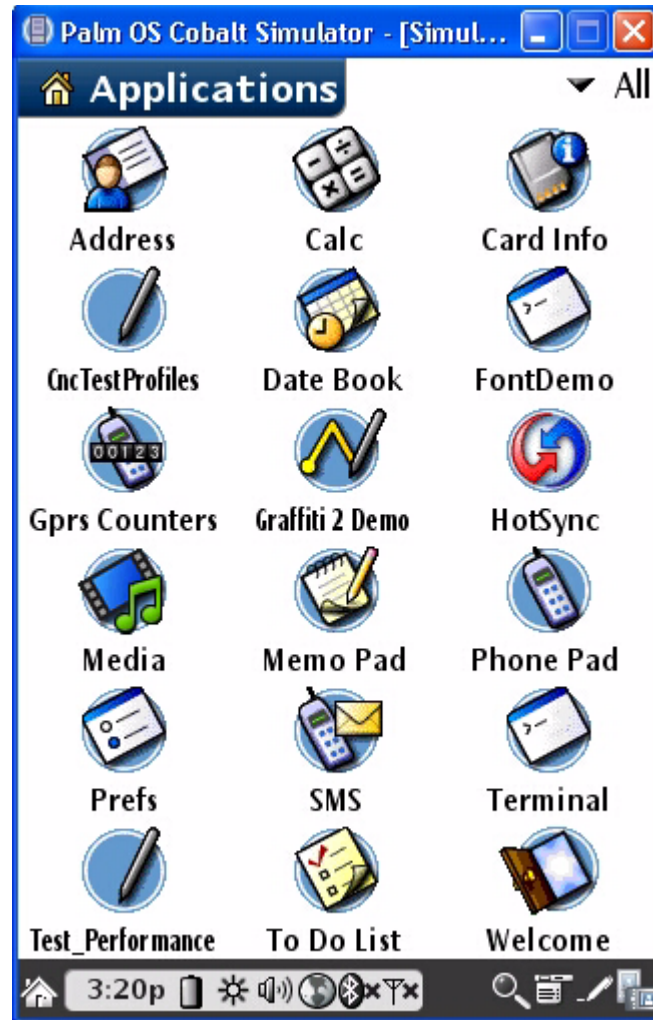 Palm OS Cobalt Simulator - [Simul...
Applications
All
Address Calc Card Info
CncTestProfiles Date Book FontDemo
00123
Gprs Counters Graffiti 2 Demo HotSync
Media Memo Pad Phone Pad
Prefs SMS Terminal
Test_Performance To Do List Welcome
3:20p